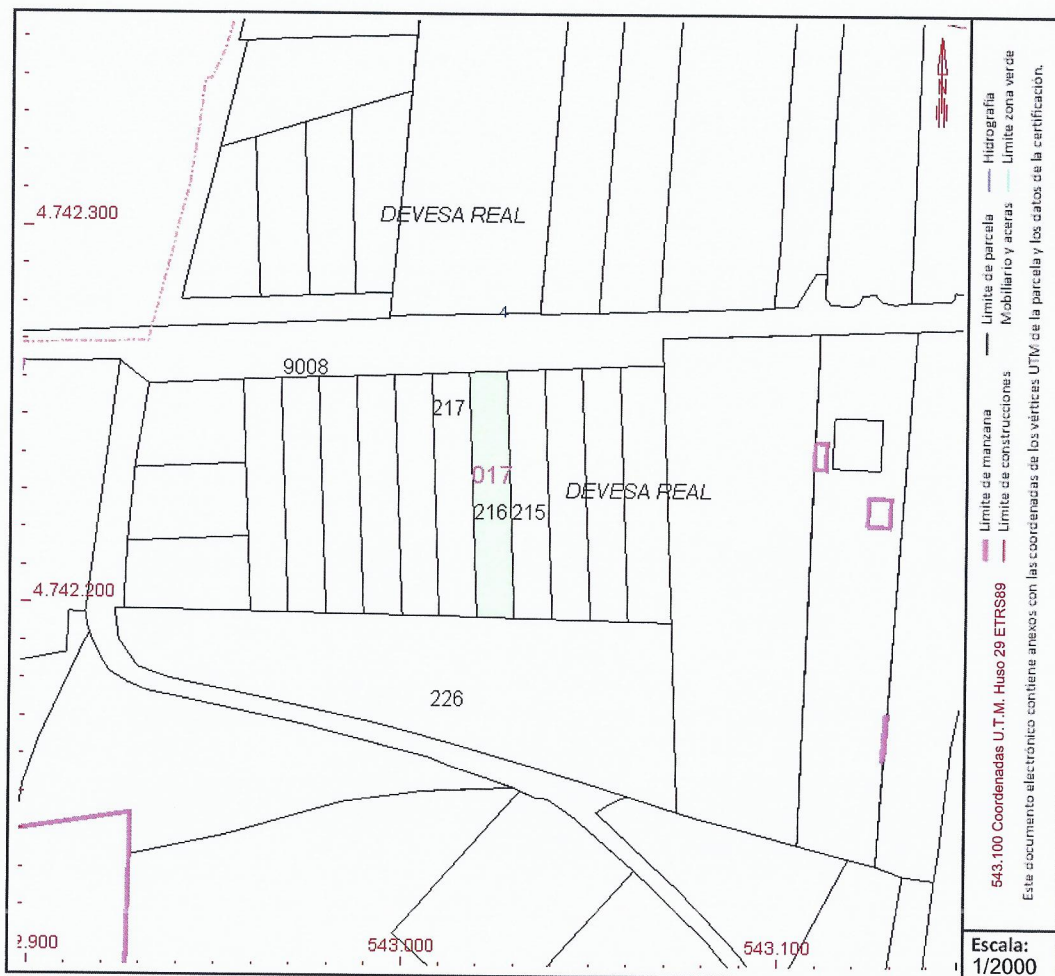 4.742.300
DEVESA REAL
4
9008
217
017
DEVESA REAL
216
215
4.742.200
226
2.900
543.000
543.100
Hidrografía
Límite zona verde
Límite de parcela
Mobiliario y aceras
Límite de manzana
Límite de construcciones
543.100 Coordenadas U.T.M. Huso 29 ETRS89
Este documento electrónico contiene anexos con las coordenadas de los vértices UTM de la parcela y los datos de la certificación.
Escala:
1/2000